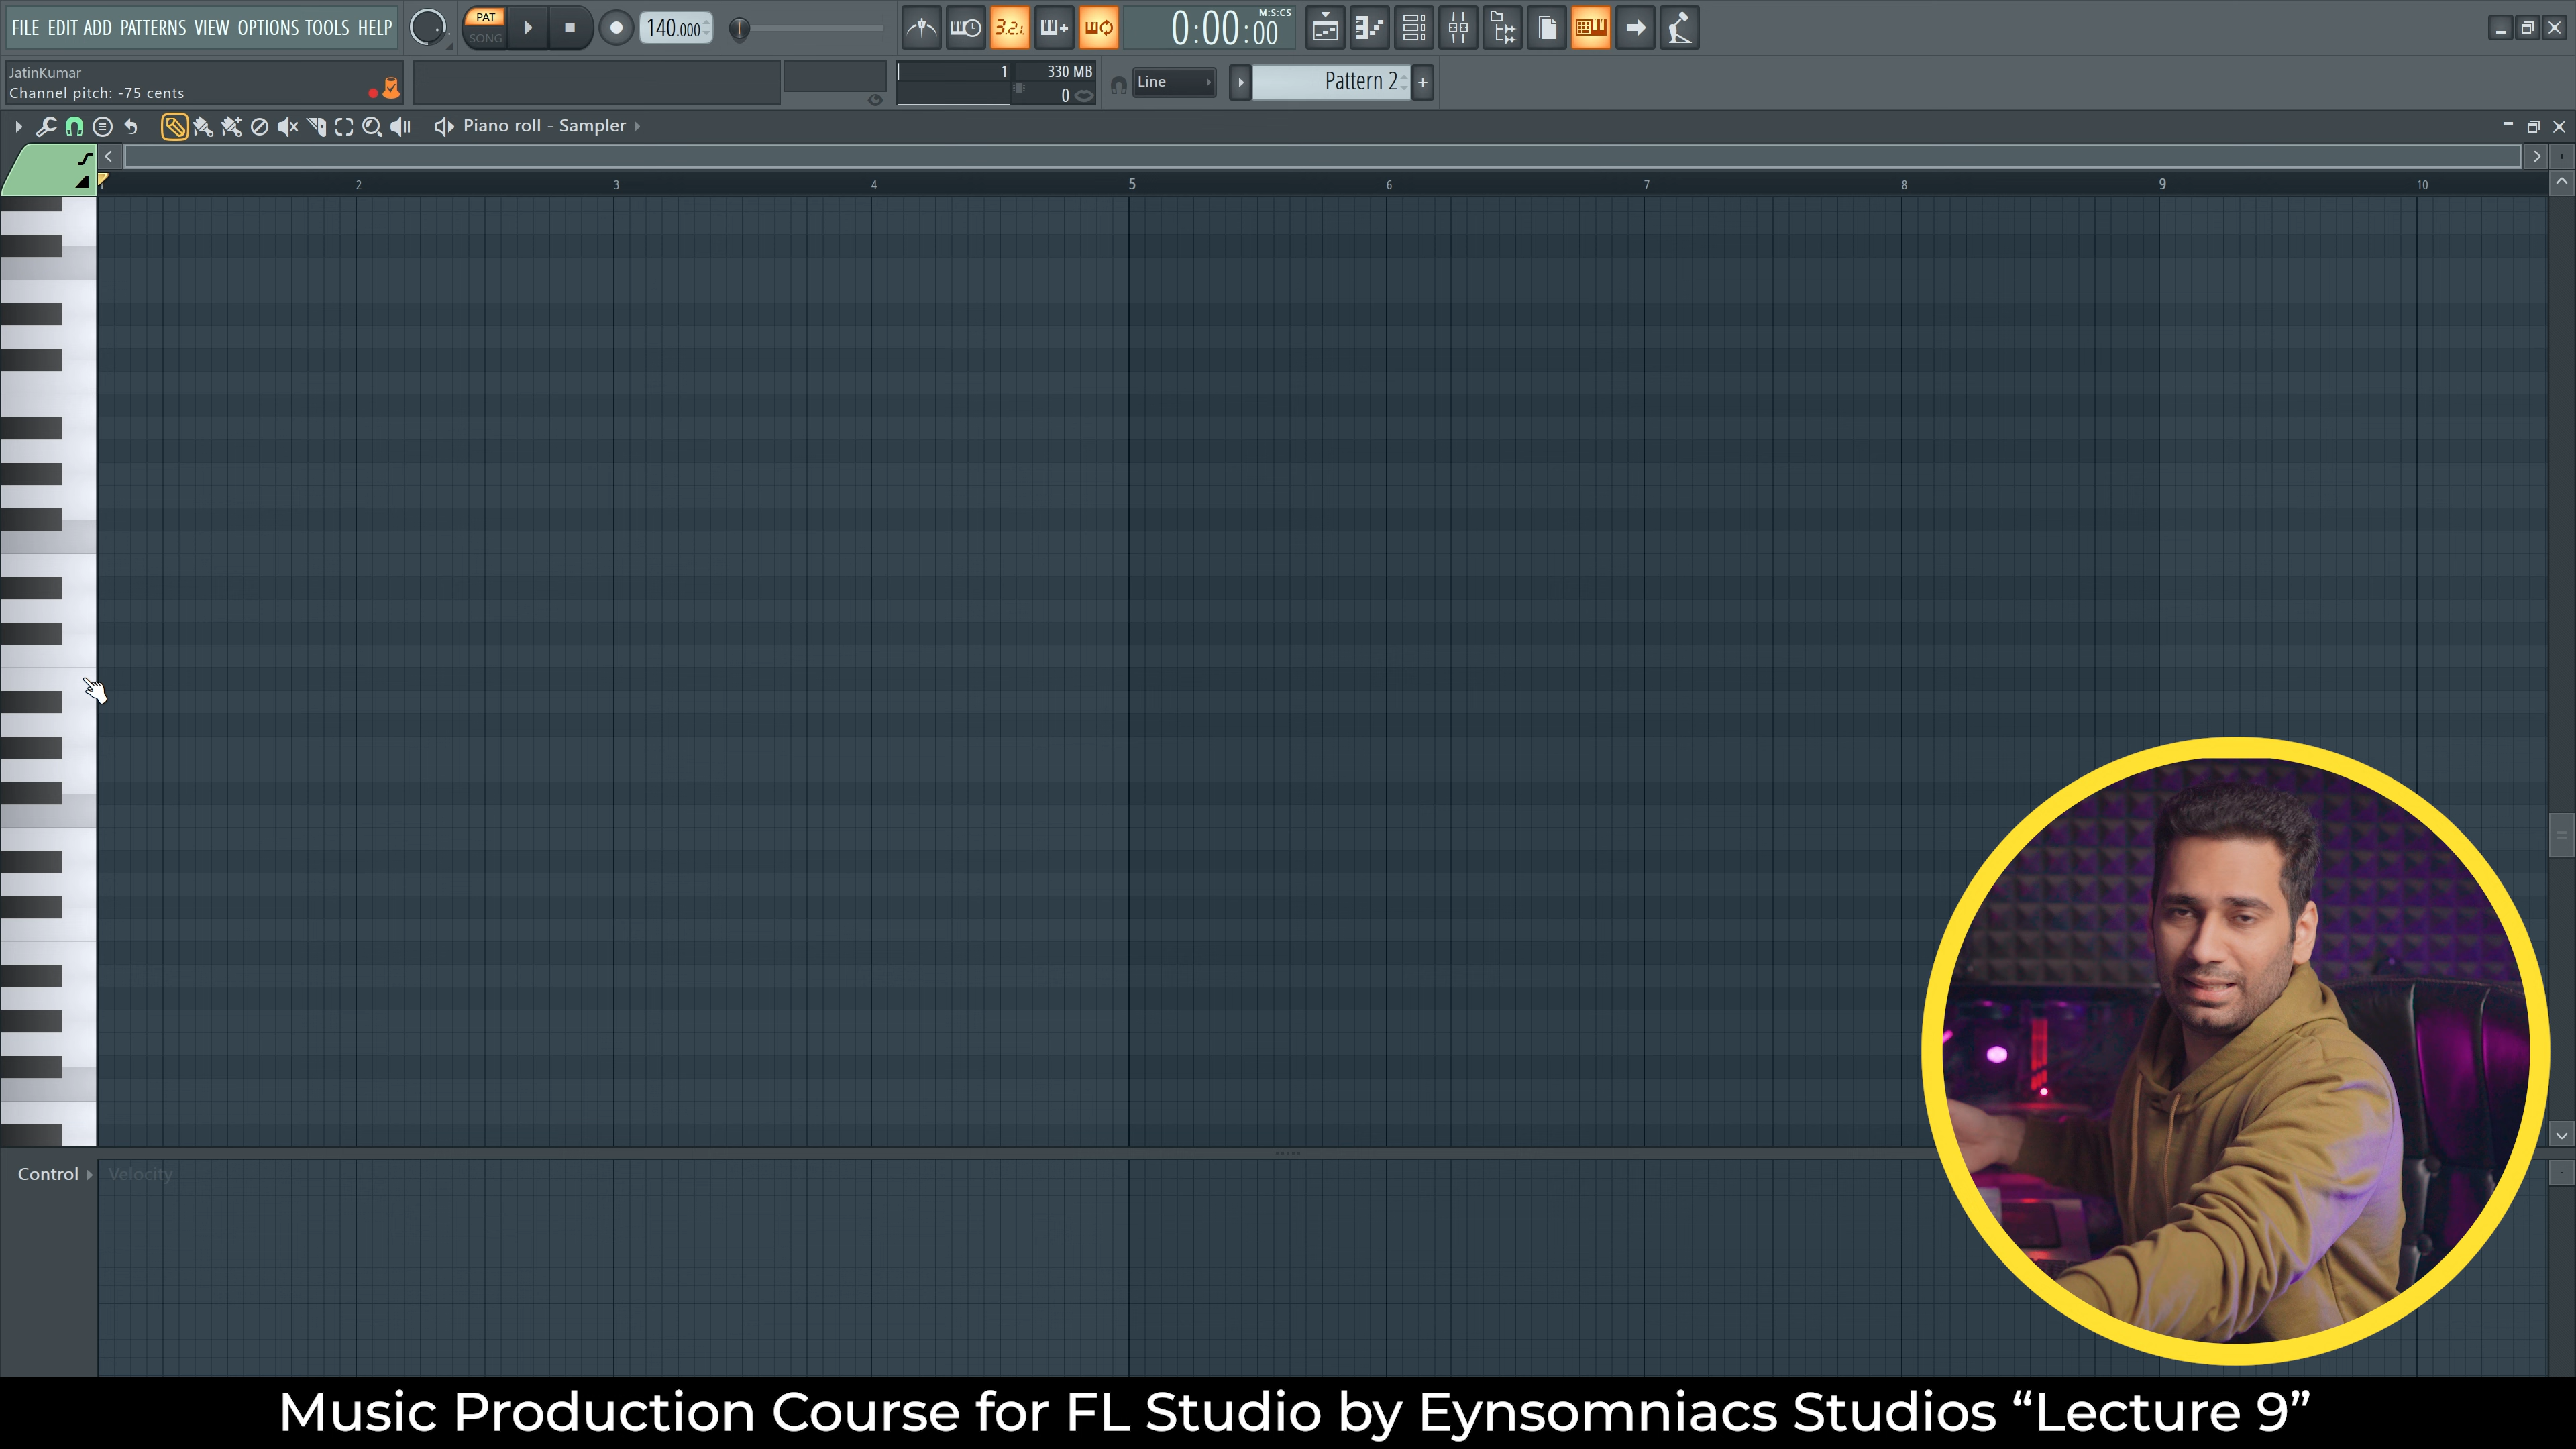 FILE EDIT ADD PATTERNS VIEW OPTIONS TOOLS HELP
PAT
SONG
140.000
3.2.
0:00:00
M:S:CS
JatinKumar
Channel pitch: -75 cents
1
330 MB
0
Line
Pattern 2
Piano roll - Sampler
2 3 4 5 6 7 8 9 10
Control
Velocity
Music Production Course for FL Studio by Eynsomniacs Studios “Lecture 9”